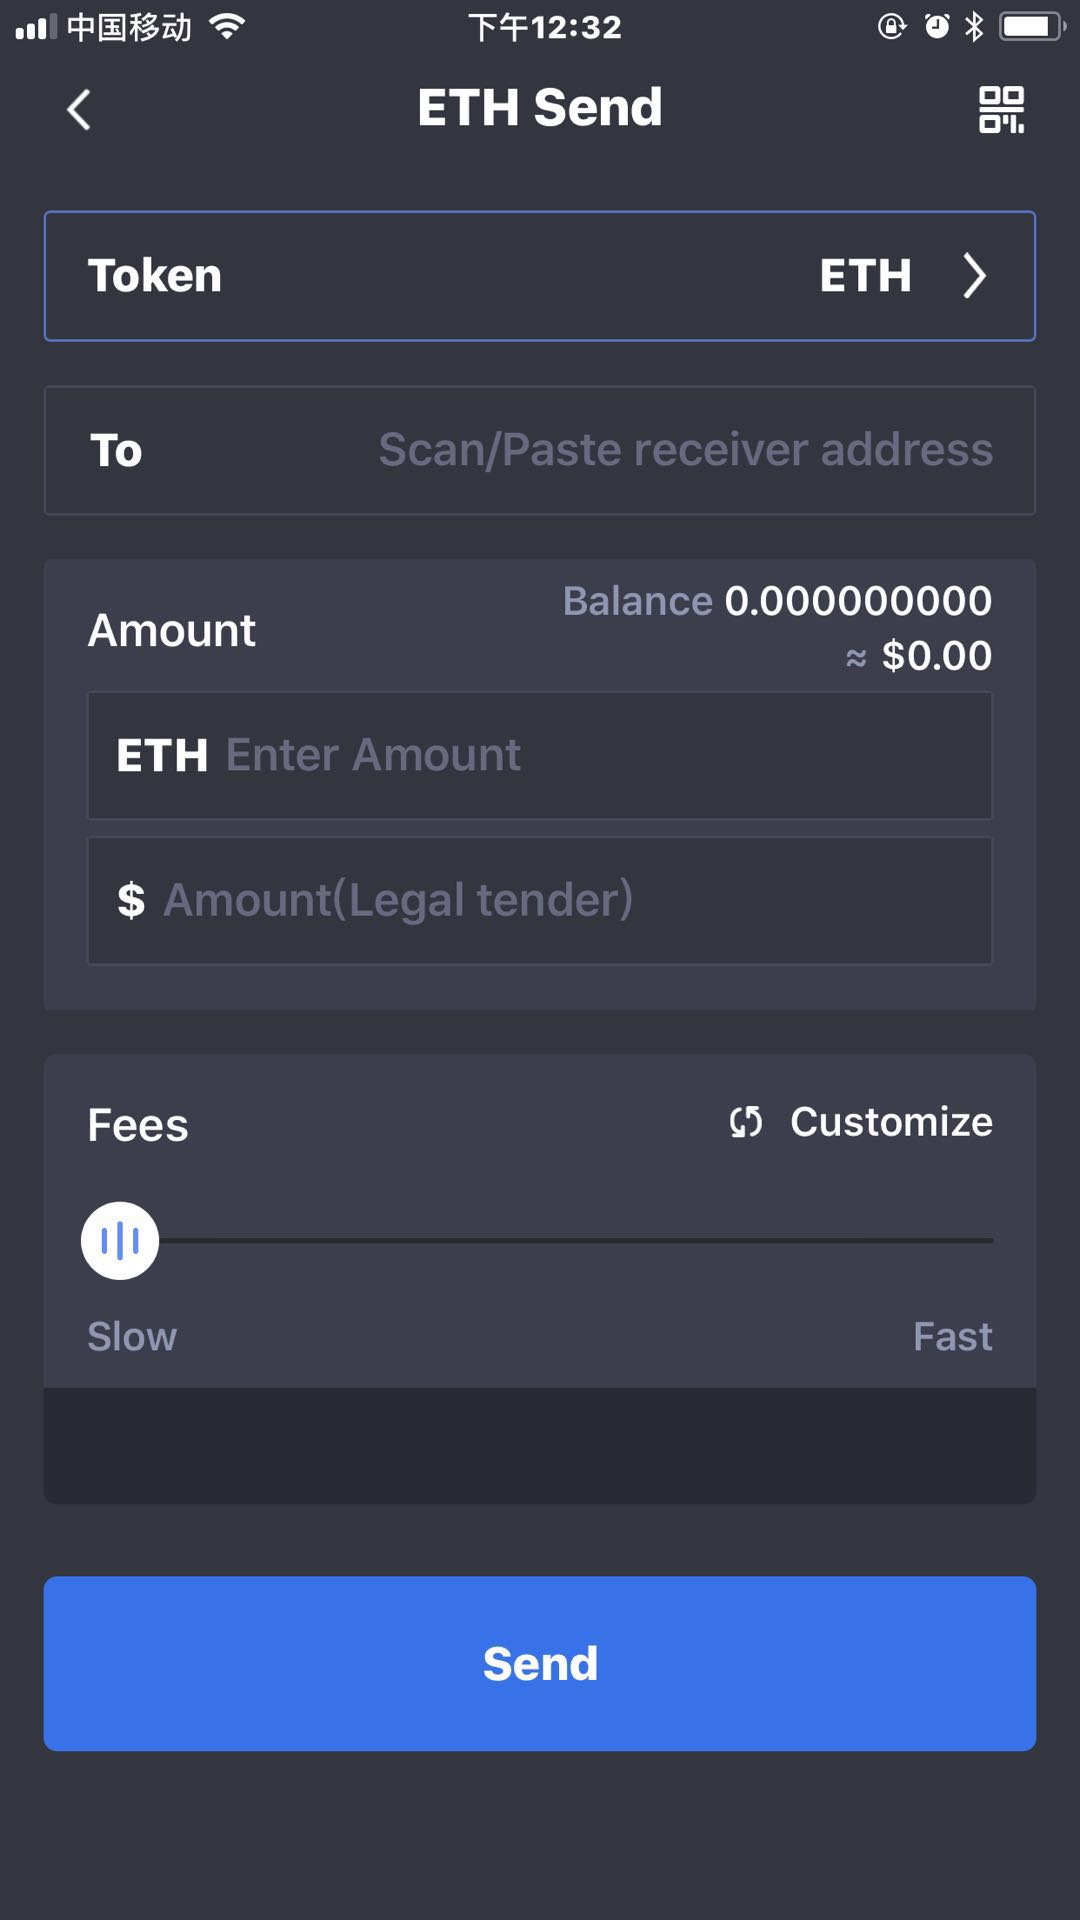 中国移动 下午12:32
ETH Send
Token ETH
To Scan/Paste receiver address
Amount Balance 0.000000000
≈ $0.00
ETH Enter Amount
$ Amount(Legal tender)
Fees Customize
Slow Fast
Send